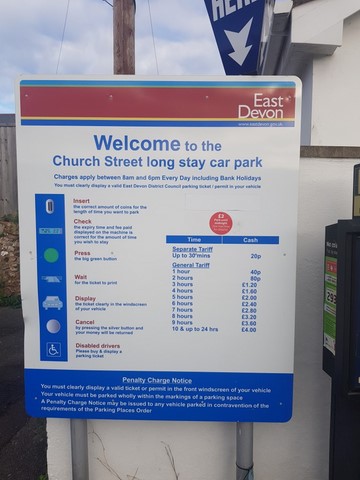 HERE
East
Devon
www.eastdevon.gov.uk
Welcome to the
Church Street long stay car park
Charges apply between 8am and 6pm Every Day including Bank Holidays
You must clearly display a valid East Devon District Council parking ticket / permit in your vehicle
Insert
the correct amount of coins for the
length of time you want to park
Check
the expiry time and fee paid
displayed on the machine is
correct for the amount of time
you wish to stay
Press
the big green button
Wait
for the ticket to print
Display
the ticket clearly in the windscreen
of your vehicle
Cancel
by pressing the silver button and
your money will be returned
Disabled drivers
Please buy & display a
parking ticket
£2
Time Cash
Separate Tariff
Up to 30'mins 20p
General Tariff
1 hour 40p
2 hours 80p
3 hours £1.20
4 hours £1.60
5 hours £2.00
6 hours £2.40
7 hours £2.80
8 hours £3.20
9 hours £3.60
10 & up to 24 hrs £4.00
Penalty Charge Notice
You must clearly display a valid ticket or permit in the front windscreen of your vehicle
Your vehicle must be parked wholly within the markings of a parking space
A Penalty Charge Notice may be issued to any vehicle parked in contravention of the
requirements of the Parking Places Order